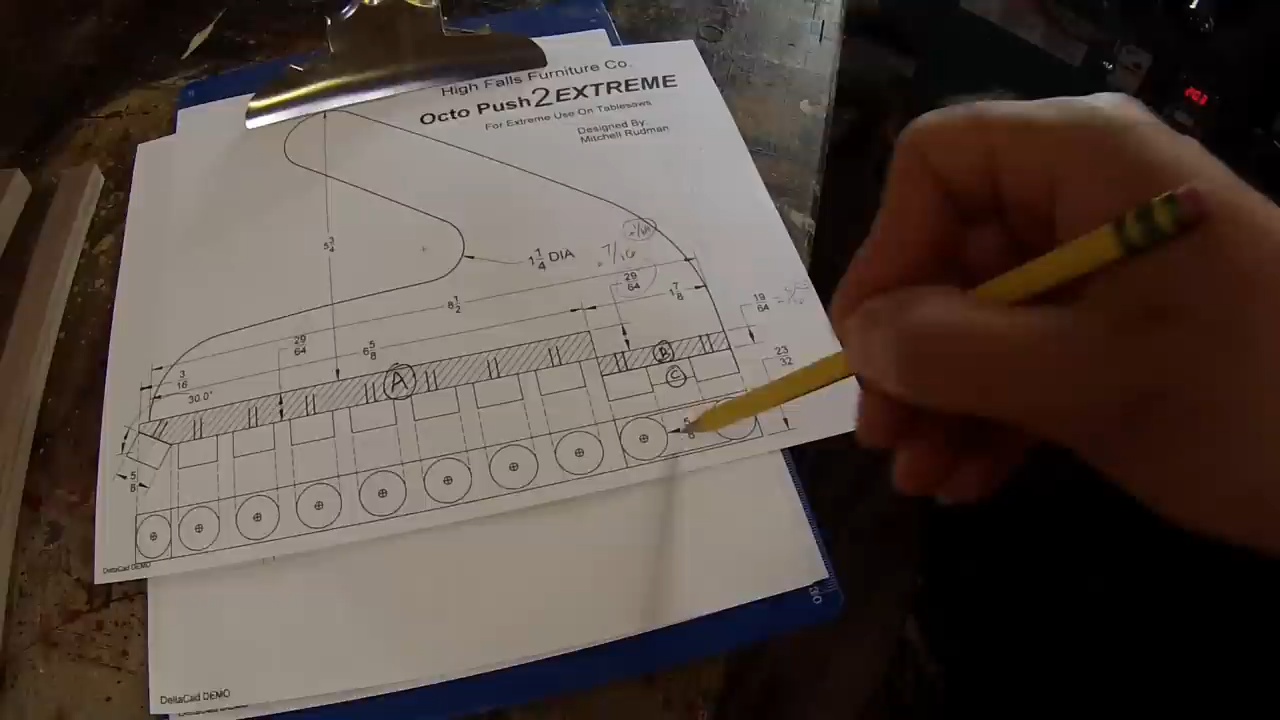 High Falls Furniture Co.
Octo Push2EXTREME
For Extreme Use On Tablesaws
Designed By:
Mitchell Rudman
5 3/4
1 1/4 DIA
7/16
29/64
8 1/2
1 7/8
19/64
29/64
6 5/8
23/32
3/16
30.0°
A
B
C
5/8
5/8
DeltaCad DEMO
DeltaCad DEMO